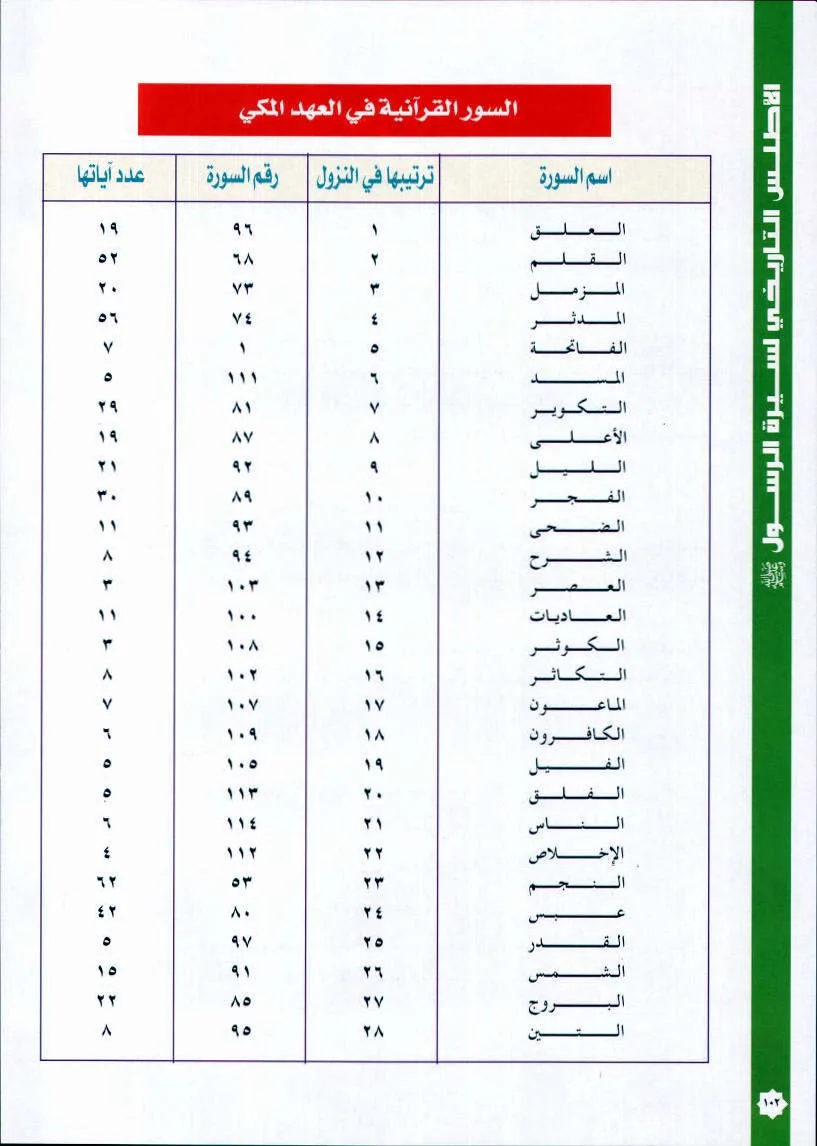 السور القرآنية في العهد المكي
اسم السورة ترتيبها في النزول رقم السورة عدد آياتها
العلق ١ ٩٦ ١٩
القلم ٢ ٦٨ ٥٢
المزمل ٣ ٧٣ ٢٠
المدثر ٤ ٧٤ ٥٦
الفاتحة ٥ ١ ٧
المسد ٦ ١١١ ٥
التكوير ٧ ٨١ ٢٩
الأعلى ٨ ٨٧ ١٩
الليل ٩ ٩٢ ٢١
الفجر ١٠ ٨٩ ٣٠
الضحى ١١ ٩٣ ١١
الشرح ١٢ ٩٤ ٨
العصر ١٣ ١٠٣ ٣
العاديات ١٤ ١٠٠ ١١
الكوثر ١٥ ١٠٨ ٣
التكاثر ١٦ ١٠٢ ٨
الماعون ١٧ ١٠٧ ٧
الكافرون ١٨ ١٠٩ ٦
الفيل ١٩ ١٠٥ ٥
الفلق ٢٠ ١١٣ ٥
الناس ٢١ ١١٤ ٦
الإخلاص ٢٢ ١١٢ ٤
النجم ٢٣ ٥٣ ٦٢
عبس ٢٤ ٨٠ ٤٢
القدر ٢٥ ٩٧ ٥
الشمس ٢٦ ٩١ ١٥
البروج ٢٧ ٨٥ ٢٢
التين ٢٨ ٩٥ ٨
الأطلس التاريخي لسيرة الرسول ﷺ
١٠٢